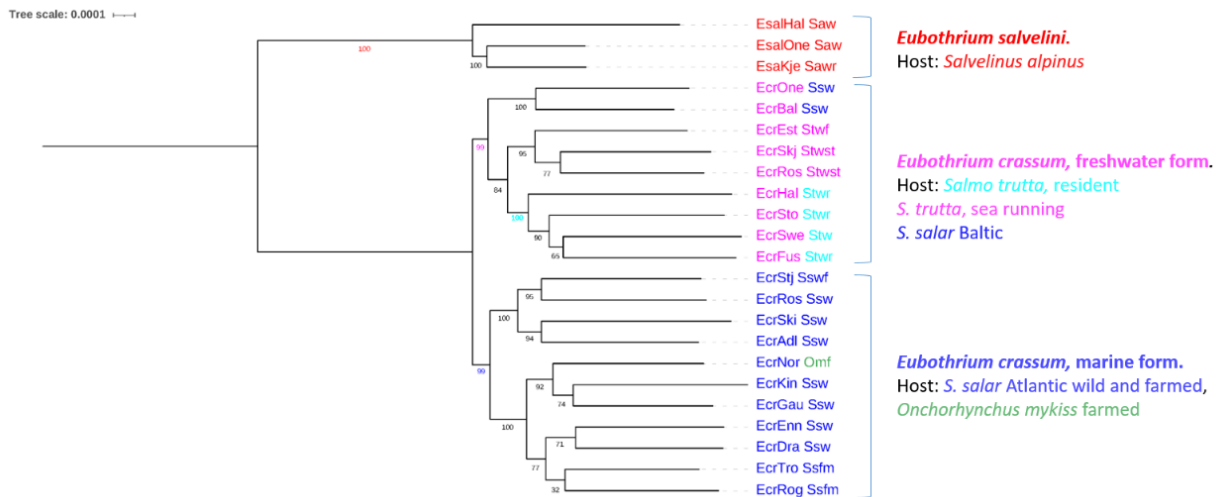 Tree scale: 0.0001
EsalHal Saw
100
EsalOne Saw
100
EsaKje Sawr
Eubothrium salvelini.
Host: Salvelinus alpinus
EcrOne Ssw
100
EcrBal Ssw
99
EcrEst Stwf
95
EcrSkj Stwst
77
EcrRos Stwst
84
EcrHal Stwr
100
EcrSto Stwr
90
EcrSwe Stw
65
EcrFus Stwr
Eubothrium crassum, freshwater form.
Host: Salmo trutta, resident
S. trutta, sea running
S. salar Baltic
EcrStj Sswf
95
EcrRos Ssw
100
EcrSki Ssw
94
EcrAdl Ssw
99
EcrNor Omf
92
EcrKin Ssw
74
EcrGau Ssw
100
EcrEnn Ssw
71
EcrDra Ssw
77
EcrTro Ssfm
32
EcrRog Ssfm
Eubothrium crassum, marine form.
Host: S. salar Atlantic wild and farmed,
Onchorhynchus mykiss farmed